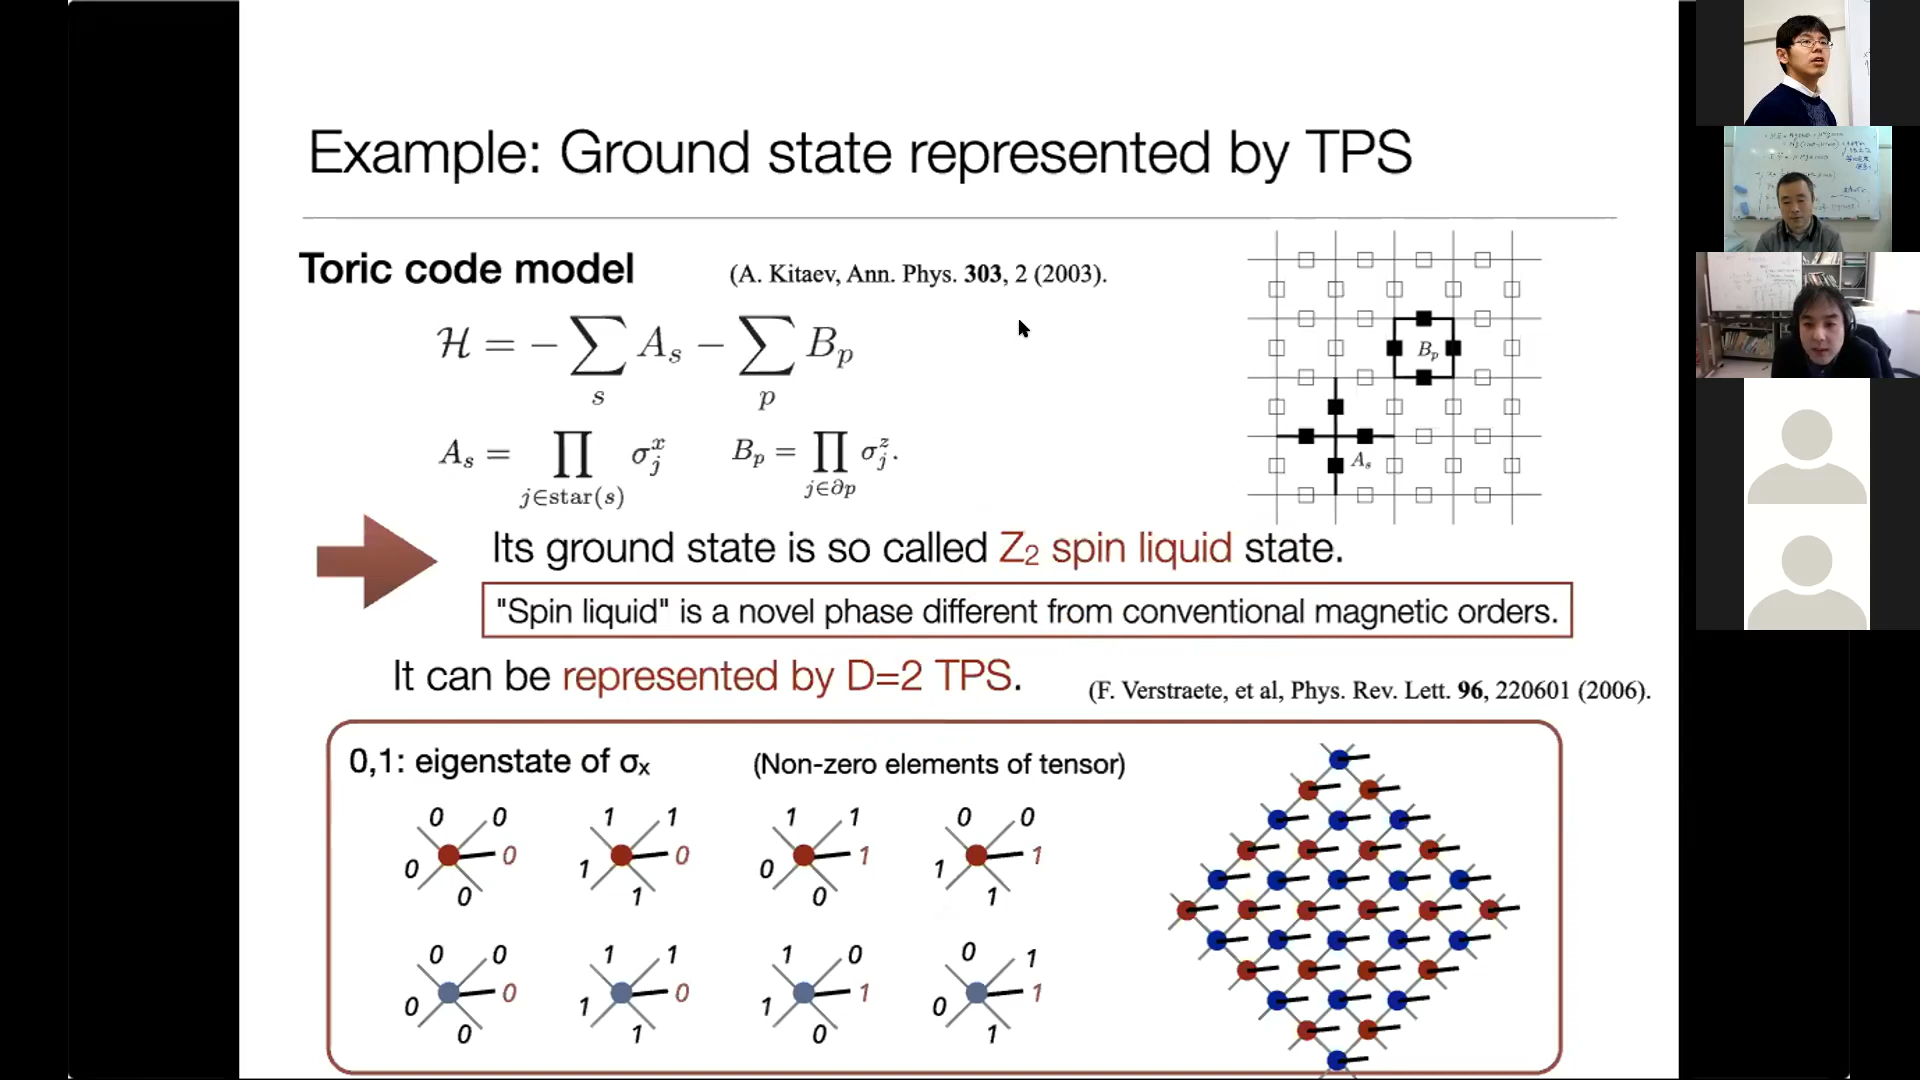 Example: Ground state represented by TPS
Toric code model
(A. Kitaev, Ann. Phys. 303, 2 (2003).
ℋ = − ∑_s A_s − ∑_p B_p
A_s = ∏_{j∈star(s)} σ_j^x B_p = ∏_{j∈∂p} σ_j^z.
B_p
A_s
Its ground state is so called Z₂ spin liquid state.
"Spin liquid" is a novel phase different from conventional magnetic orders.
It can be represented by D=2 TPS.
(F. Verstraete, et al, Phys. Rev. Lett. 96, 220601 (2006).
0,1: eigenstate of σₓ
(Non-zero elements of tensor)
0 0 1 1 1 1 0 0
0 0 1 1
0 1 0 1
0 1 0 1
0 0 1 1 1 0 0 1
0 0 1 1
0 1 1 0
0 1 0 1